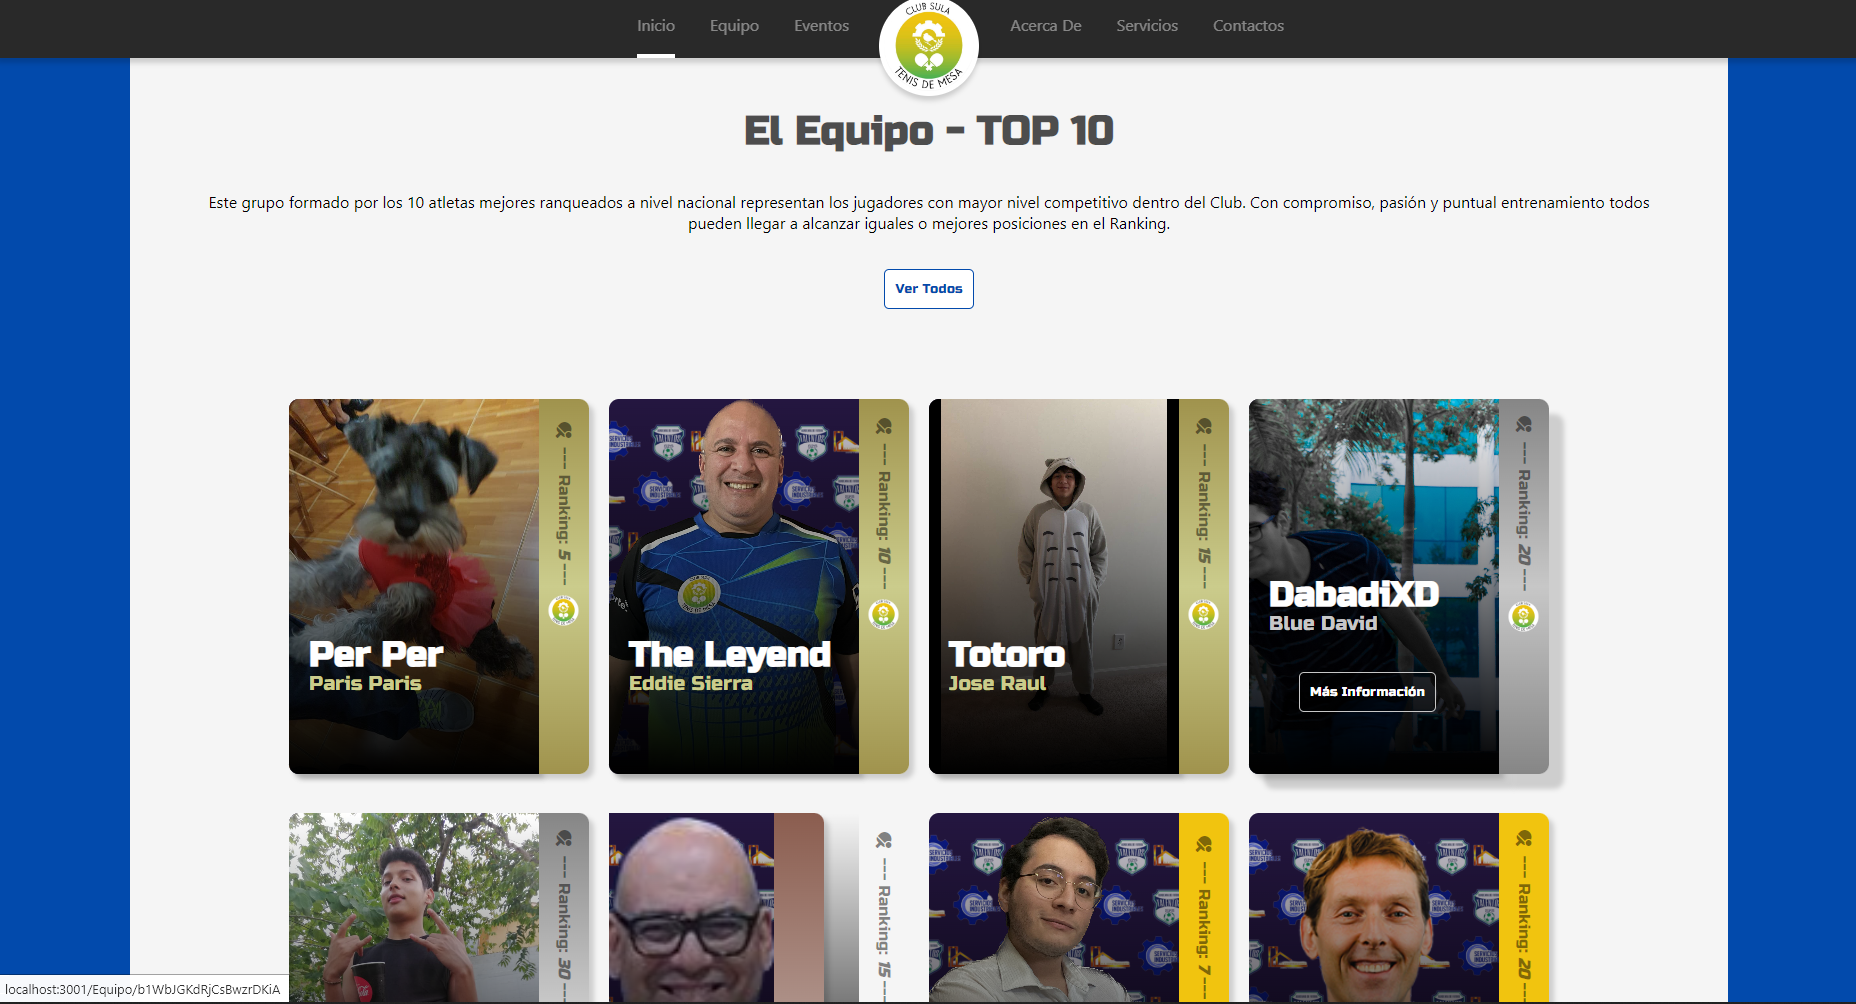 Inicio
Equipo
Eventos
CLUB SULA
TENIS DE MESA
Acerca De
Servicios
Contactos
El Equipo - TOP 10
Este grupo formado por los 10 atletas mejores ranqueados a nivel nacional representan los jugadores con mayor nivel competitivo dentro del Club. Con compromiso, pasión y puntual entrenamiento todos
pueden llegar a alcanzar iguales o mejores posiciones en el Ranking.
Ver Todos
Per Per
Paris Paris
---- Ranking: 5 ----
The Leyend
Eddie Sierra
---- Ranking: 10 ----
Totoro
Jose Raul
---- Ranking: 15 ----
DabadiXD
Blue David
Más Información
---- Ranking: 20 ----
---- Ranking: 30 ----
---- Ranking: 15 ----
---- Ranking: 7 ----
---- Ranking: 20 ----
localhost:3001/Equipo/b1WbJGKdRjCsBwzrDKiA